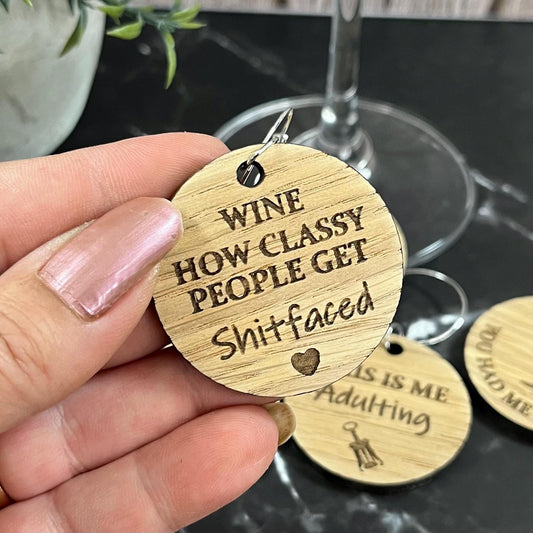 WINE
HOW CLASSY
PEOPLE GET
Shitfaced
IS ME
Adulting
YOU HAD
ME